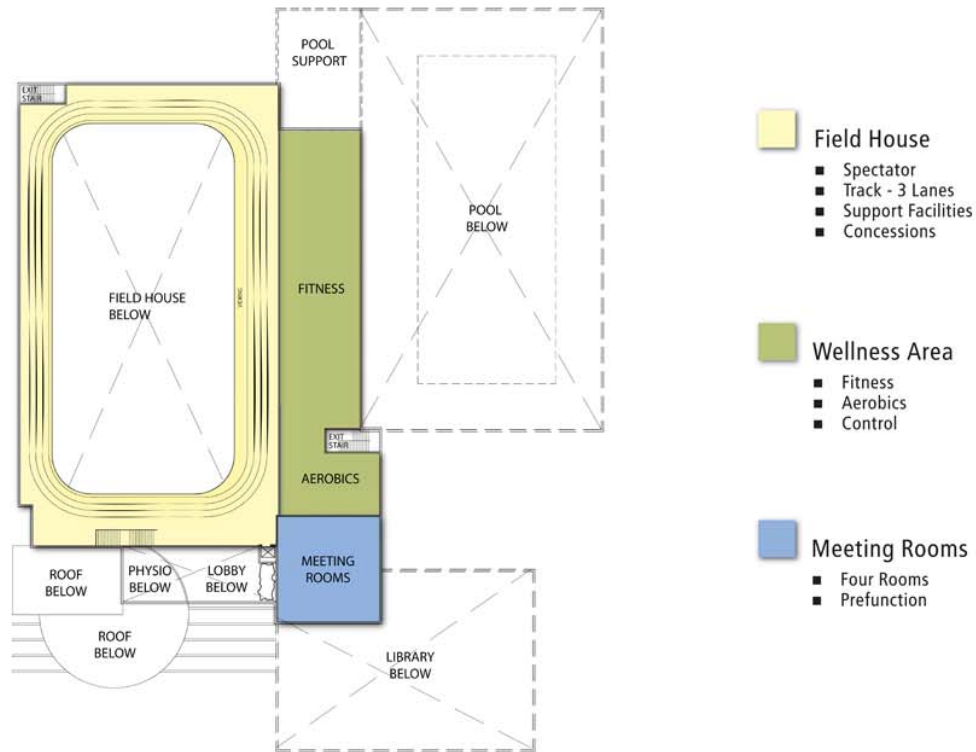 POOL
SUPPORT
EXIT
STAIR
POOL
BELOW
FITNESS
FIELD HOUSE
BELOW
VIEWING
EXIT
STAIR
AEROBICS
MEETING
ROOMS
ROOF
BELOW
PHYSIO
BELOW
LOBBY
BELOW
ROOF
BELOW
LIBRARY
BELOW
Field House
■ Spectator
■ Track - 3 Lanes
■ Support Facilities
■ Concessions
Wellness Area
■ Fitness
■ Aerobics
■ Control
Meeting Rooms
■ Four Rooms
■ Prefunction